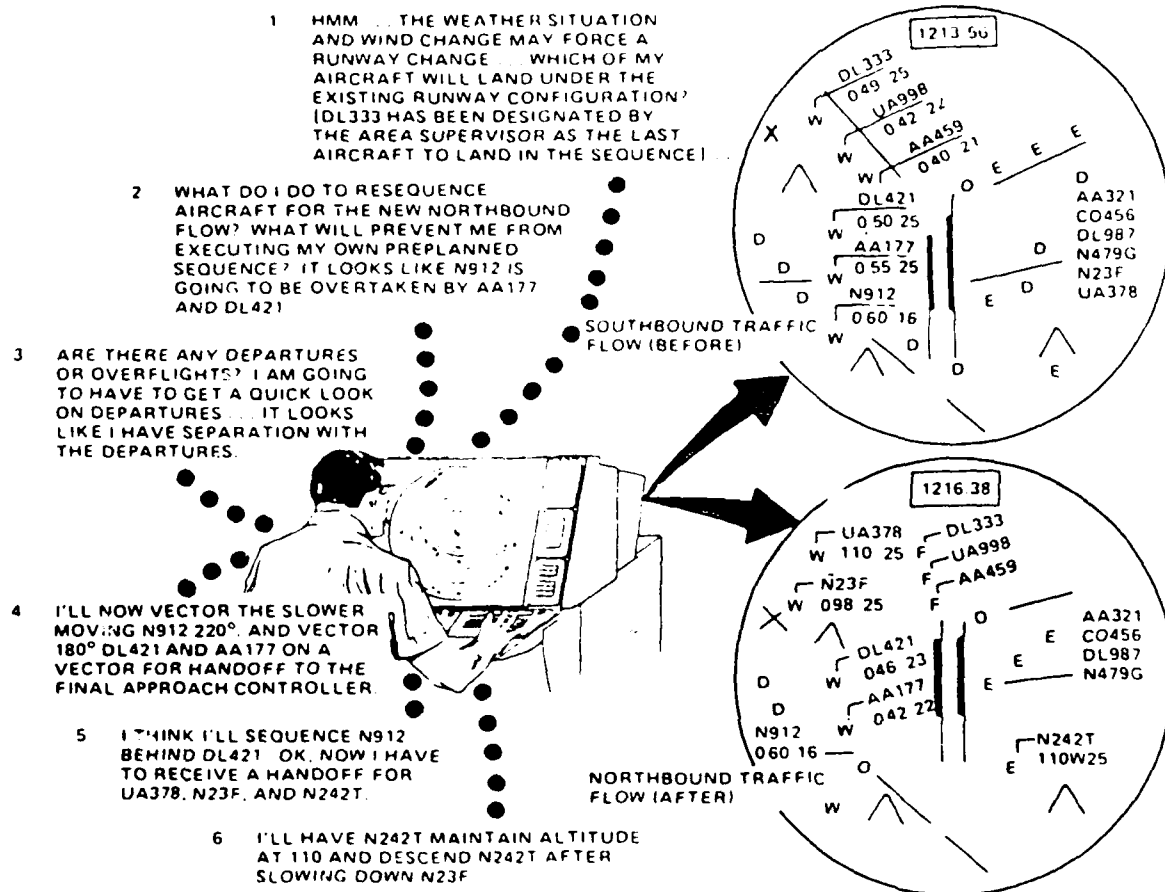 1 HMM ... THE WEATHER SITUATION
AND WIND CHANGE MAY FORCE A
RUNWAY CHANGE ... WHICH OF MY
AIRCRAFT WILL LAND UNDER THE
EXISTING RUNWAY CONFIGURATION?
[DL333 HAS BEEN DESIGNATED BY
THE AREA SUPERVISOR AS THE LAST
AIRCRAFT TO LAND IN THE SEQUENCE] ...
2 WHAT DO I DO TO RESEQUENCE
AIRCRAFT FOR THE NEW NORTHBOUND
FLOW? WHAT WILL PREVENT ME FROM
EXECUTING MY OWN PREPLANNED
SEQUENCE? IT LOOKS LIKE N912 IS
GOING TO BE OVERTAKEN BY AA177
AND DL421
3 ARE THERE ANY DEPARTURES
OR OVERFLIGHTS? I AM GOING
TO HAVE TO GET A QUICK LOOK
ON DEPARTURES ... IT LOOKS
LIKE I HAVE SEPARATION WITH
THE DEPARTURES.
4 I'LL NOW VECTOR THE SLOWER
MOVING N912 220°, AND VECTOR
180° DL421 AND AA177 ON A
VECTOR FOR HANDOFF TO THE
FINAL APPROACH CONTROLLER.
5 I THINK I'LL SEQUENCE N912
BEHIND DL421 OK, NOW I HAVE
TO RECEIVE A HANDOFF FOR
UA378, N23F, AND N242T.
6 I'LL HAVE N242T MAINTAIN ALTITUDE
AT 110 AND DESCEND N242T AFTER
SLOWING DOWN N23F
1213 56
DL333
049 25
W
UA998
042 22
W
AA459
040 21
W
X
DL421
0 50 25
W
AA177
0 55 25
W
N912
0 60 16
W
D
D
D
D
D
O
E
E
E
D
E
D
E
D
AA321
CO456
DL987
N479G
N23F
UA378
SOUTHBOUND TRAFFIC
FLOW (BEFORE)
1216.38
UA378
W 110 25
N23F
W 098 25
F DL333
F UA998
F AA459
X
O
DL421
W 046 23
AA177
W 042 22
D
D
N912
060 16
O
W
E
E
AA321
CO456
DL987
N479G
N242T
E 110W25
NORTHBOUND TRAFFIC
FLOW (AFTER)